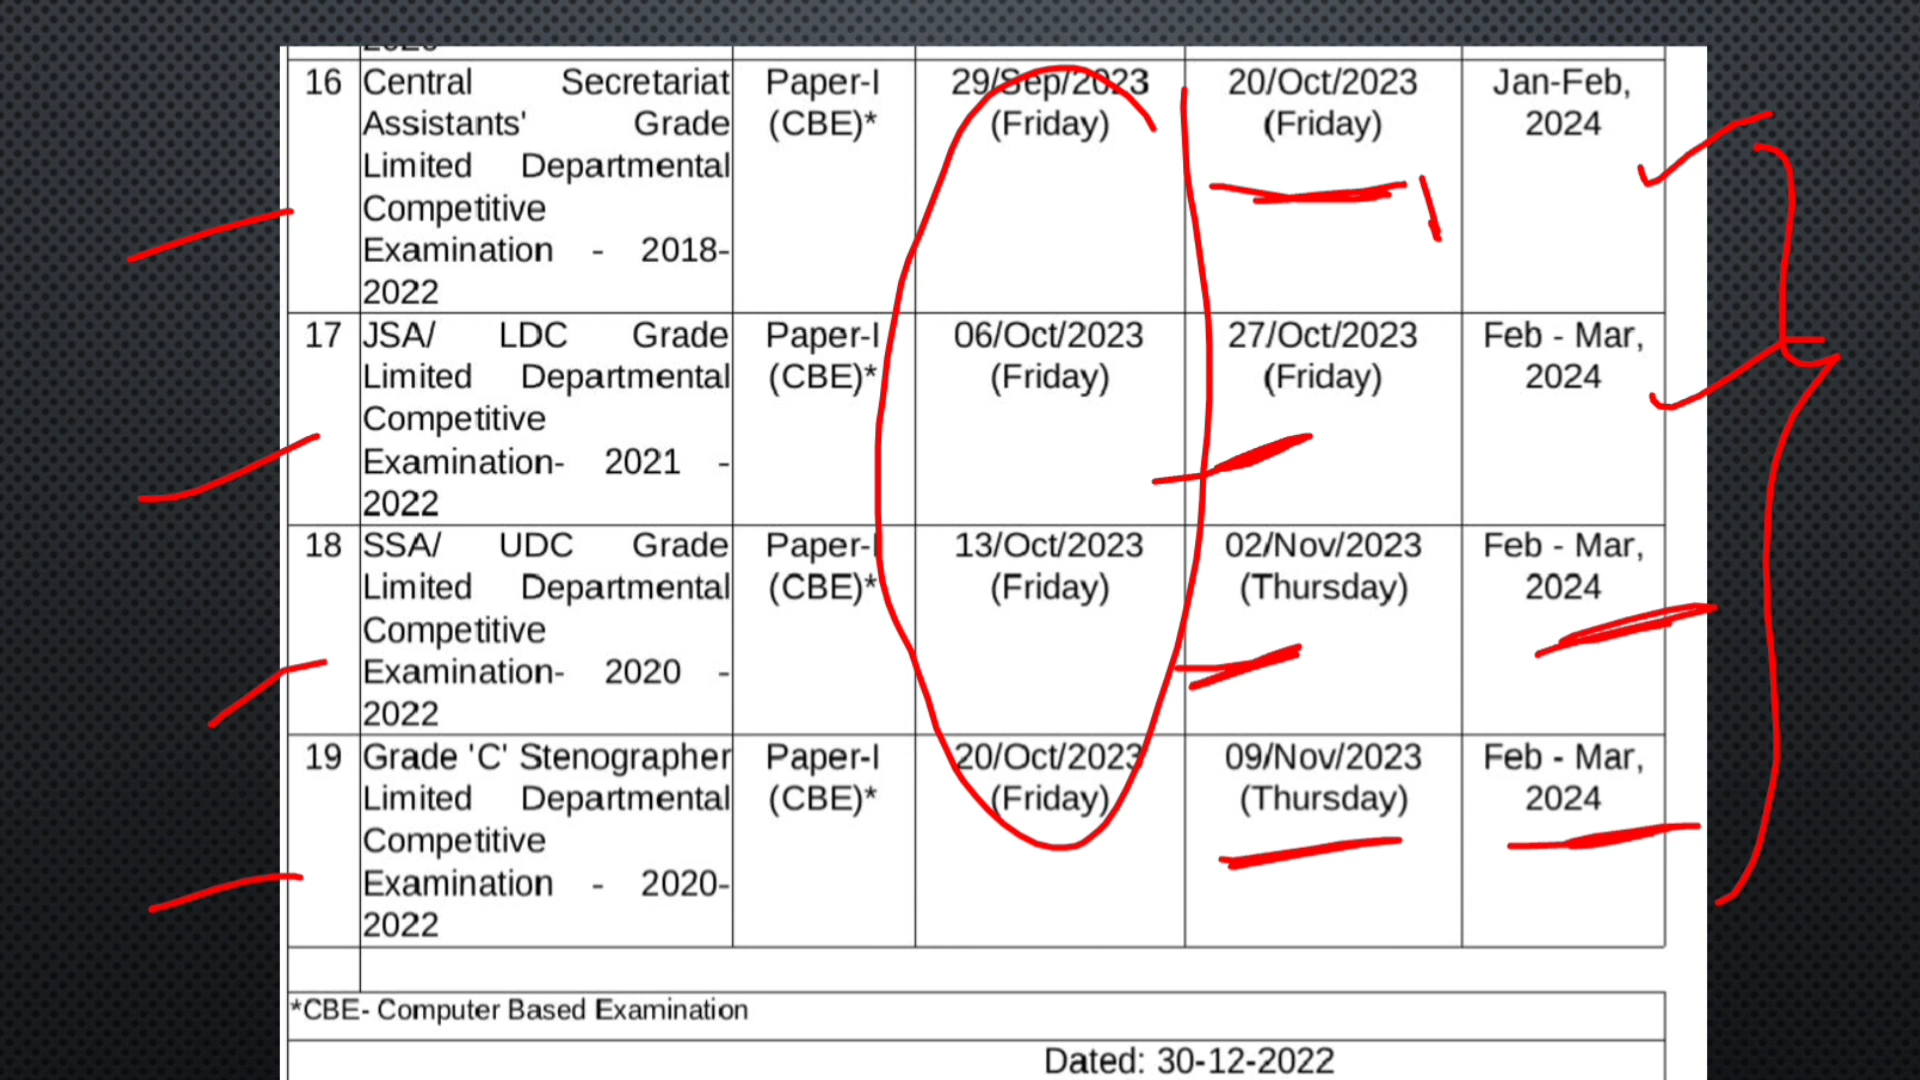 16 Central Secretariat Paper-I 29/Sep/2023 20/Oct/2023 Jan-Feb,
Assistants' Grade (CBE)* (Friday) (Friday) 2024
Limited Departmental
Competitive
Examination - 2018-
2022
17 JSA/ LDC Grade Paper-I 06/Oct/2023 27/Oct/2023 Feb - Mar,
Limited Departmental (CBE)* (Friday) (Friday) 2024
Competitive
Examination- 2021 -
2022
18 SSA/ UDC Grade Paper-I 13/Oct/2023 02/Nov/2023 Feb - Mar,
Limited Departmental (CBE)* (Friday) (Thursday) 2024
Competitive
Examination- 2020 -
2022
19 Grade 'C' Stenographer Paper-I 20/Oct/2023 09/Nov/2023 Feb - Mar,
Limited Departmental (CBE)* (Friday) (Thursday) 2024
Competitive
Examination - 2020-
2022
*CBE- Computer Based Examination
Dated: 30-12-2022